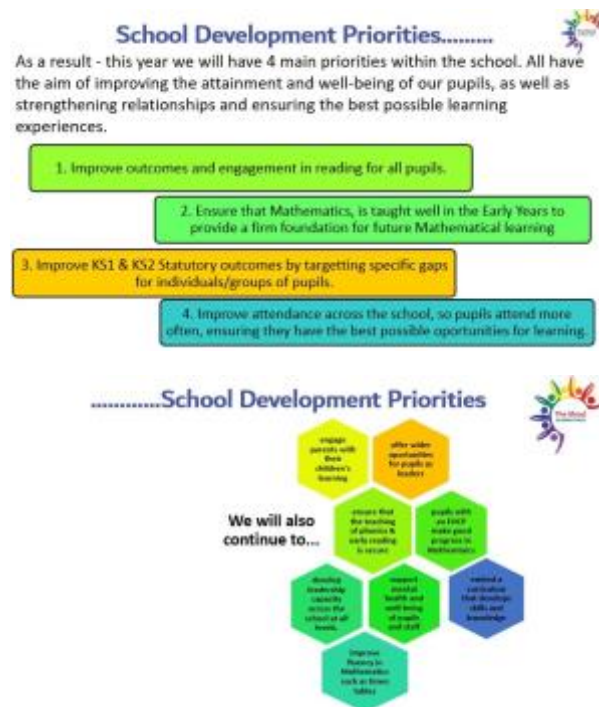 School Development Priorities.........
As a result - this year we will have 4 main priorities within the school. All have
the aim of improving the attainment and well-being of our pupils, as well as
strengthening relationships and ensuring the best possible learning
experiences.
1. Improve outcomes and engagement in reading for all pupils.
2. Ensure that Mathematics, is taught well in the Early Years to
provide a firm foundation for future Mathematical learning
3. Improve KS1 & KS2 Statutory outcomes by targetting specific gaps
for individuals/groups of pupils.
4. Improve attendance across the school, so pupils attend more
often, ensuring they have the best possible oportunities for learning.
............School Development Priorities
We will also
continue to...
engage
parents with
their
children's
learning
offer wider
oportunities
for pupils as
leaders
ensure that
the teaching
of phonics &
early reading
is secure
pupils with
an EHCP
make good
progress in
Mathematics
develop
leadership
capacity
across the
school at all
levels.
support
mental
health and
well being
of pupils
and staff
a
curriculum
that develops
skills and
knowledge
Improve
fluency in
Mathematics
such as times
tables